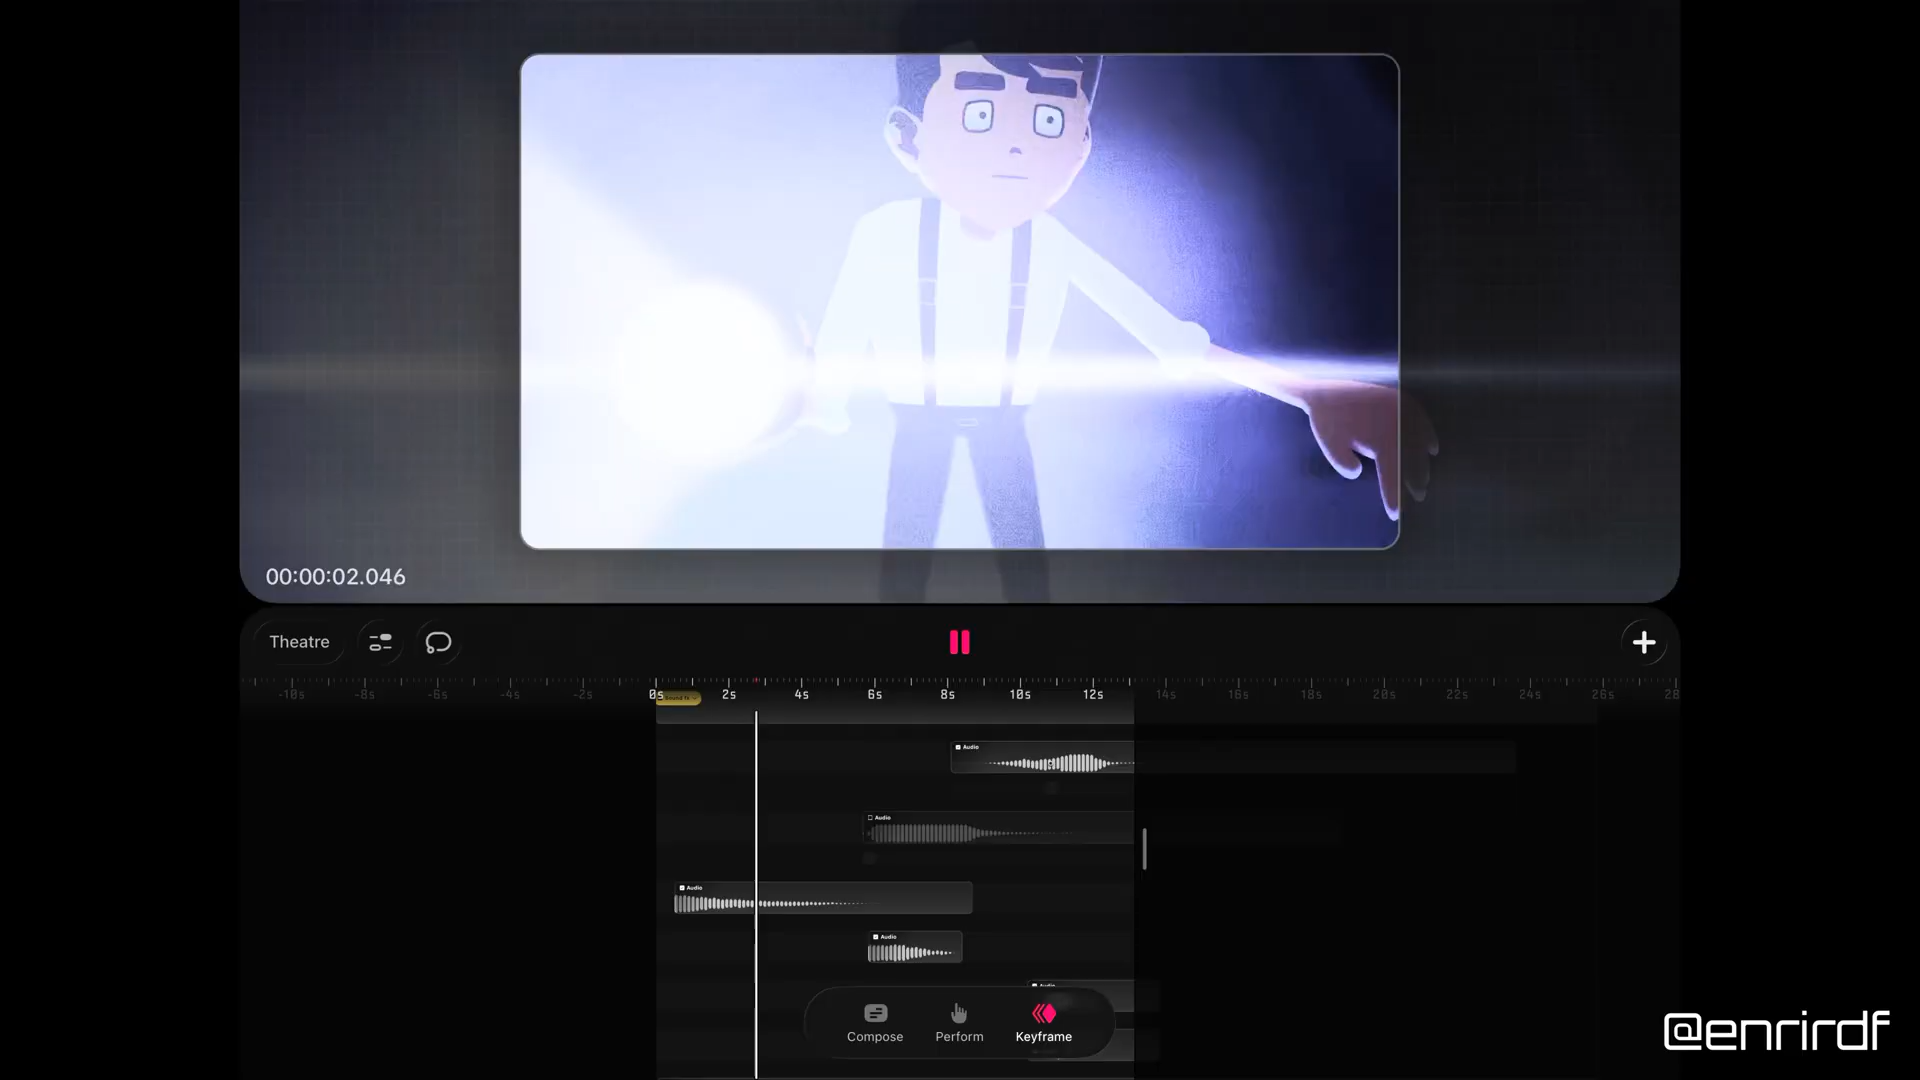 00:00:02.046
Theatre
-10s -8s -6s -4s -2s 0s 2s 4s 6s 8s 10s 12s 14s 16s 18s 20s 22s 24s 26s 28
Audio
Audio
Audio
Audio
Audio
Compose Perform Keyframe
@enrirdf